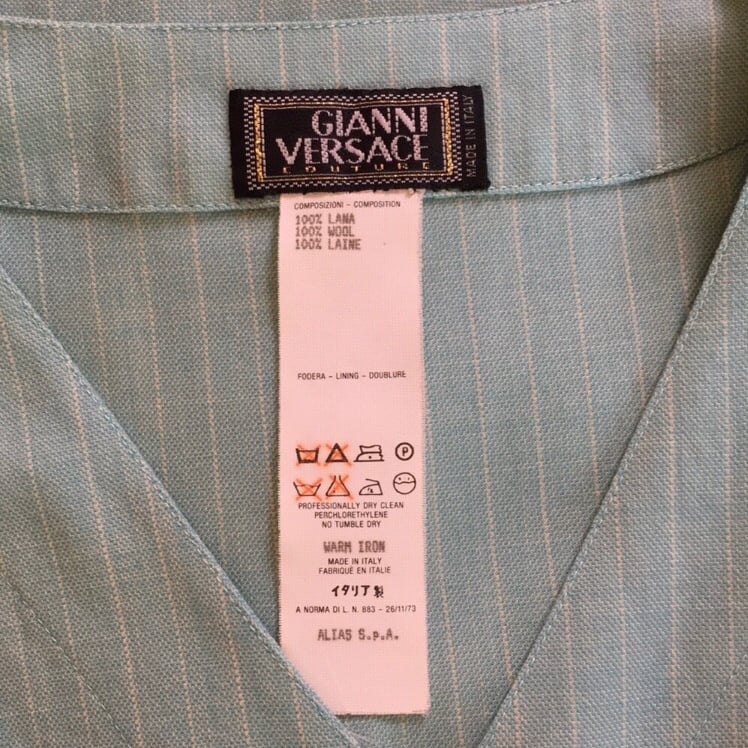 GIANNI
VERSACE
COUTURE
MADE IN ITALY
COMPOSIZIONI - COMPOSITION
100% LANA
100% WOOL
100% LAINE
FODERA - LINING - DOUBLURE
P
PROFESSIONALLY DRY CLEAN
PERCHLORETHYLENE
NO TUMBLE DRY
WARM IRON
MADE IN ITALY
FABRIQUÉ EN ITALIE
イタリア製
A NORMA DI L. N. 883 - 26/11/73
ALIAS S.p.A.